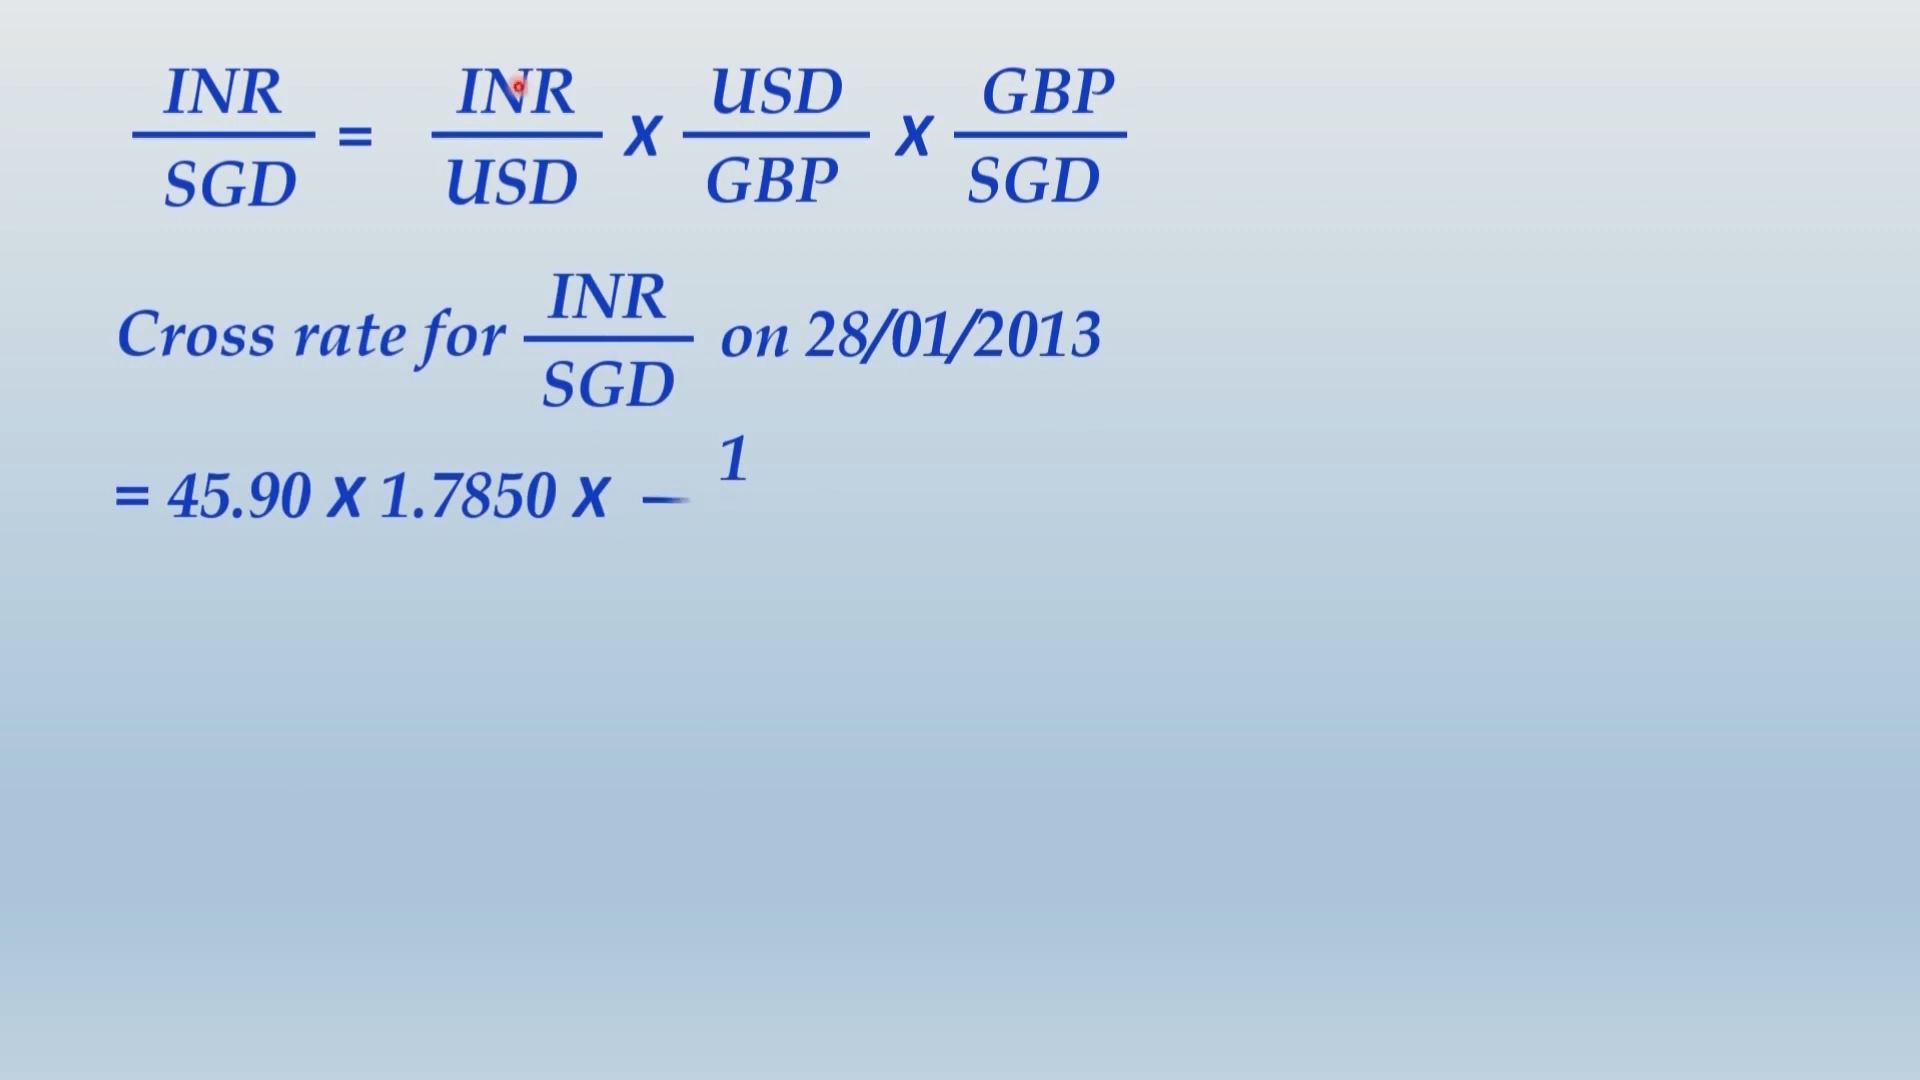 INR/SGD = INR/USD X USD/GBP X GBP/SGD
Cross rate for INR/SGD on 28/01/2013
= 45.90 X 1.7850 X 1